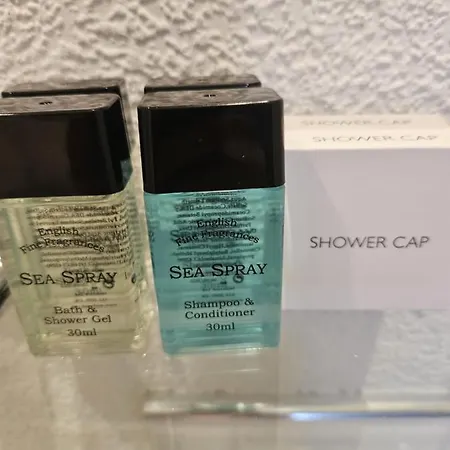 English
Fine Fragrances
SEA SPRAY
Bath &
Shower Gel
30ml
English
Fine Fragrances
SEA SPRAY
Shampoo &
Conditioner
30ml
SHOWER CAP
SHOWER CAP